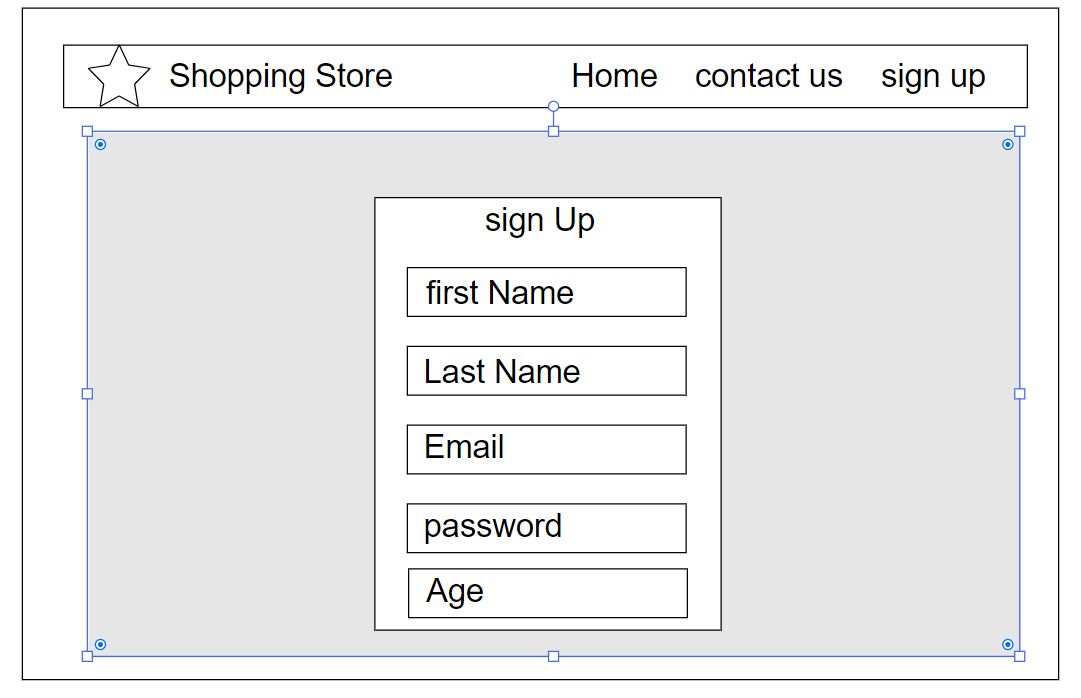 Shopping Store Home contact us sign up
sign Up
first Name
Last Name
Email
password
Age